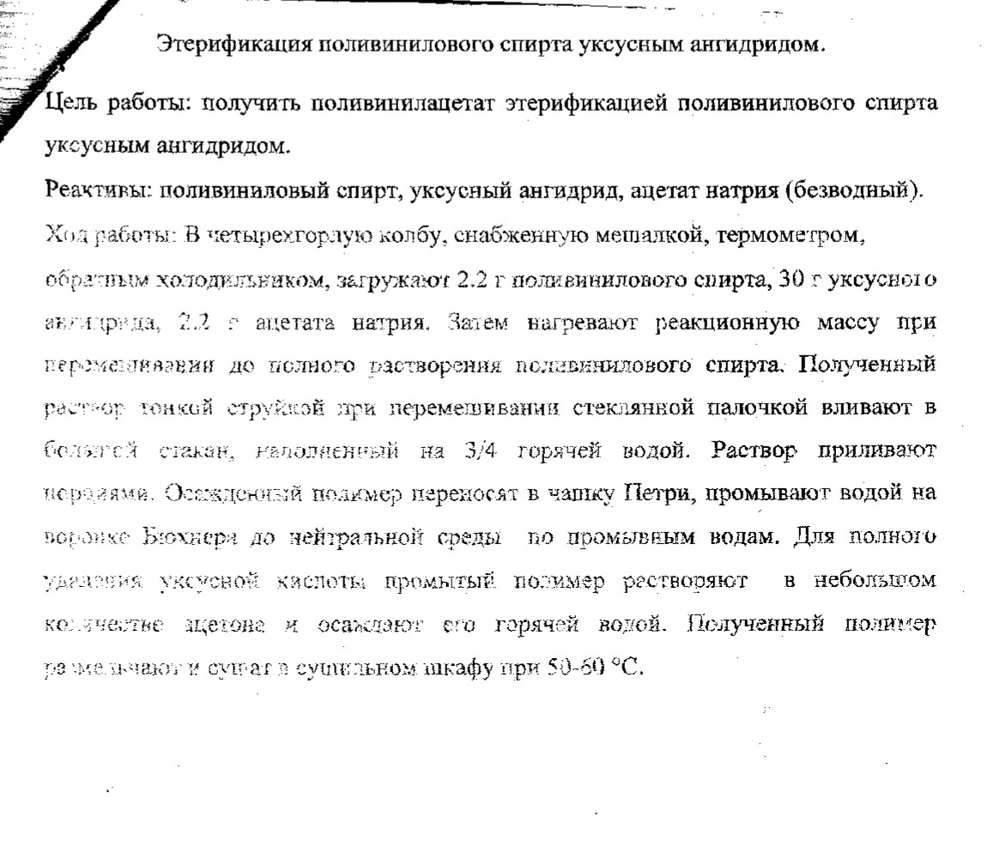 Этерификация поливинилового спирта уксусным ангидридом.
Цель работы: получить поливинилацетат этерификацией поливинилового спирта
уксусным ангидридом.
Реактивы: поливиниловый спирт, уксусный ангидрид, ацетат натрия (безводный).
Ход работы: В четырехгорлую колбу, снабженную мешалкой, термометром,
обратным холодильником, загружают 2.2 г поливинилового спирта, 30 г уксусного
ангидрида, 2.2 г ацетата натрия. Затем нагревают реакционную массу при
перемешивании до полного растворения поливинилового спирта. Полученный
раствор тонкой струйкой при перемешивании стеклянной палочкой вливают в
большой стакан, наполненный на 3/4 горячей водой. Раствор приливают
порциями. Осажденный полимер переносят в чашку Петри, промывают водой на
воронке Бюхнера до нейтральной среды по промывным водам. Для полного
удаления уксусной кислоты промытый полимер растворяют в небольшом
количестве ацетона и осаждают его горячей водой. Полученный полимер
размельчают и сушат в сушильном шкафу при 50-60 °С.